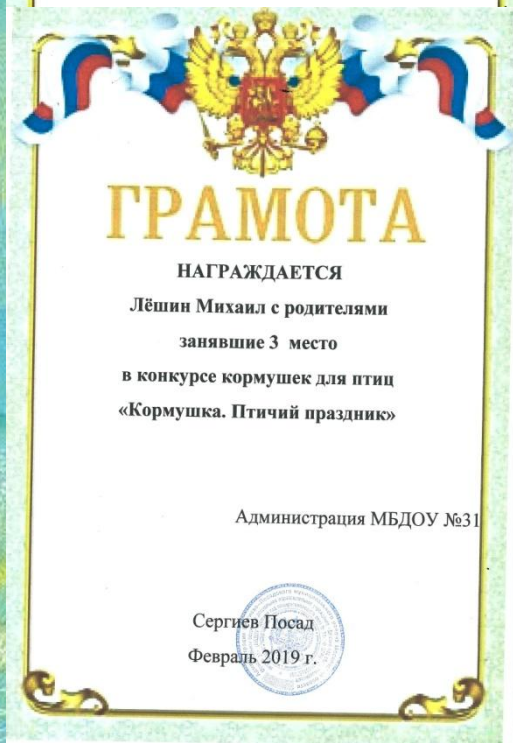 ГРАМОТА
НАГРАЖДАЕТСЯ
Лёшин Михаил с родителями
занявшие 3 место
в конкурсе кормушек для птиц
«Кормушка. Птичий праздник»
Администрация МБДОУ №31
Сергиев Посад
Февраль 2019 г.